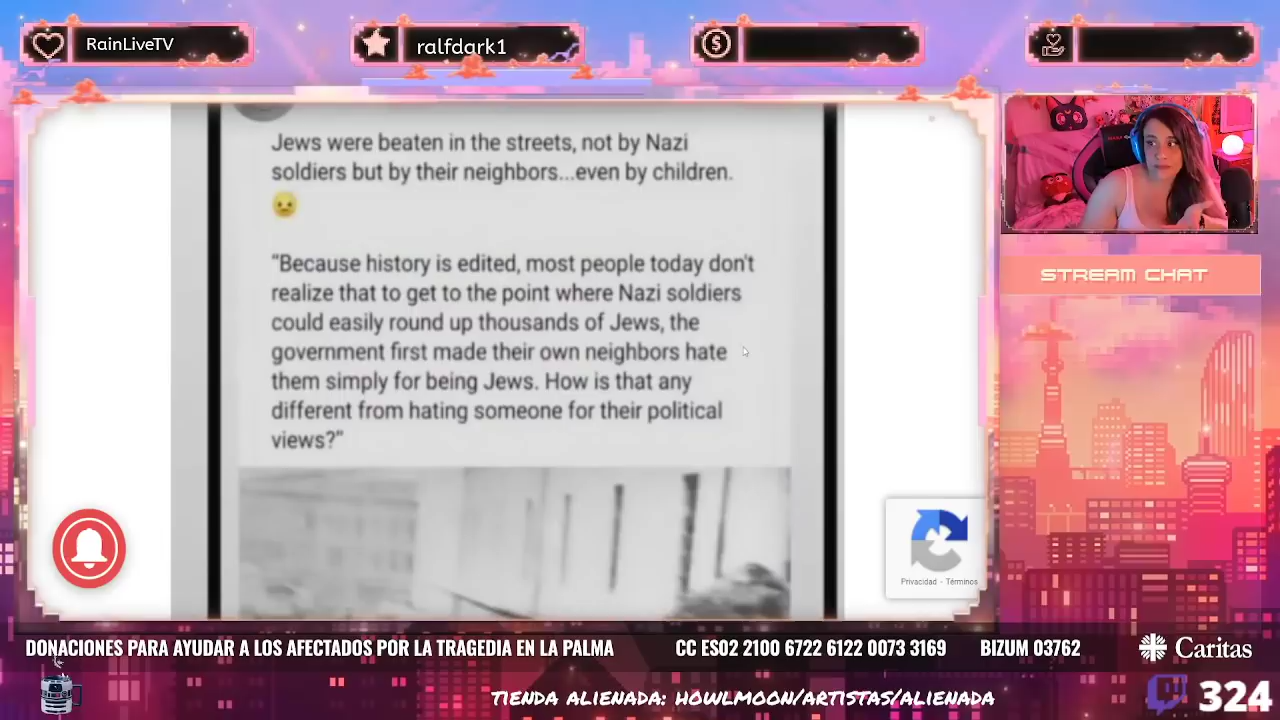 RainLiveTV
ralfdark1
Jews were beaten in the streets, not by Nazi
soldiers but by their neighbors...even by children.
“Because history is edited, most people today don't
realize that to get to the point where Nazi soldiers
could easily round up thousands of Jews, the
government first made their own neighbors hate
them simply for being Jews. How is that any
different from hating someone for their political
views?”
STREAM CHAT
Privacidad - Términos
DONACIONES PARA AYUDAR A LOS AFECTADOS POR LA TRAGEDIA EN LA PALMA
CC ES02 2100 6722 6122 0073 3169
BIZUM 03762
Caritas
TIENDA ALIENADA: HOWLMOON/ARTISTAS/ALIENADA
324